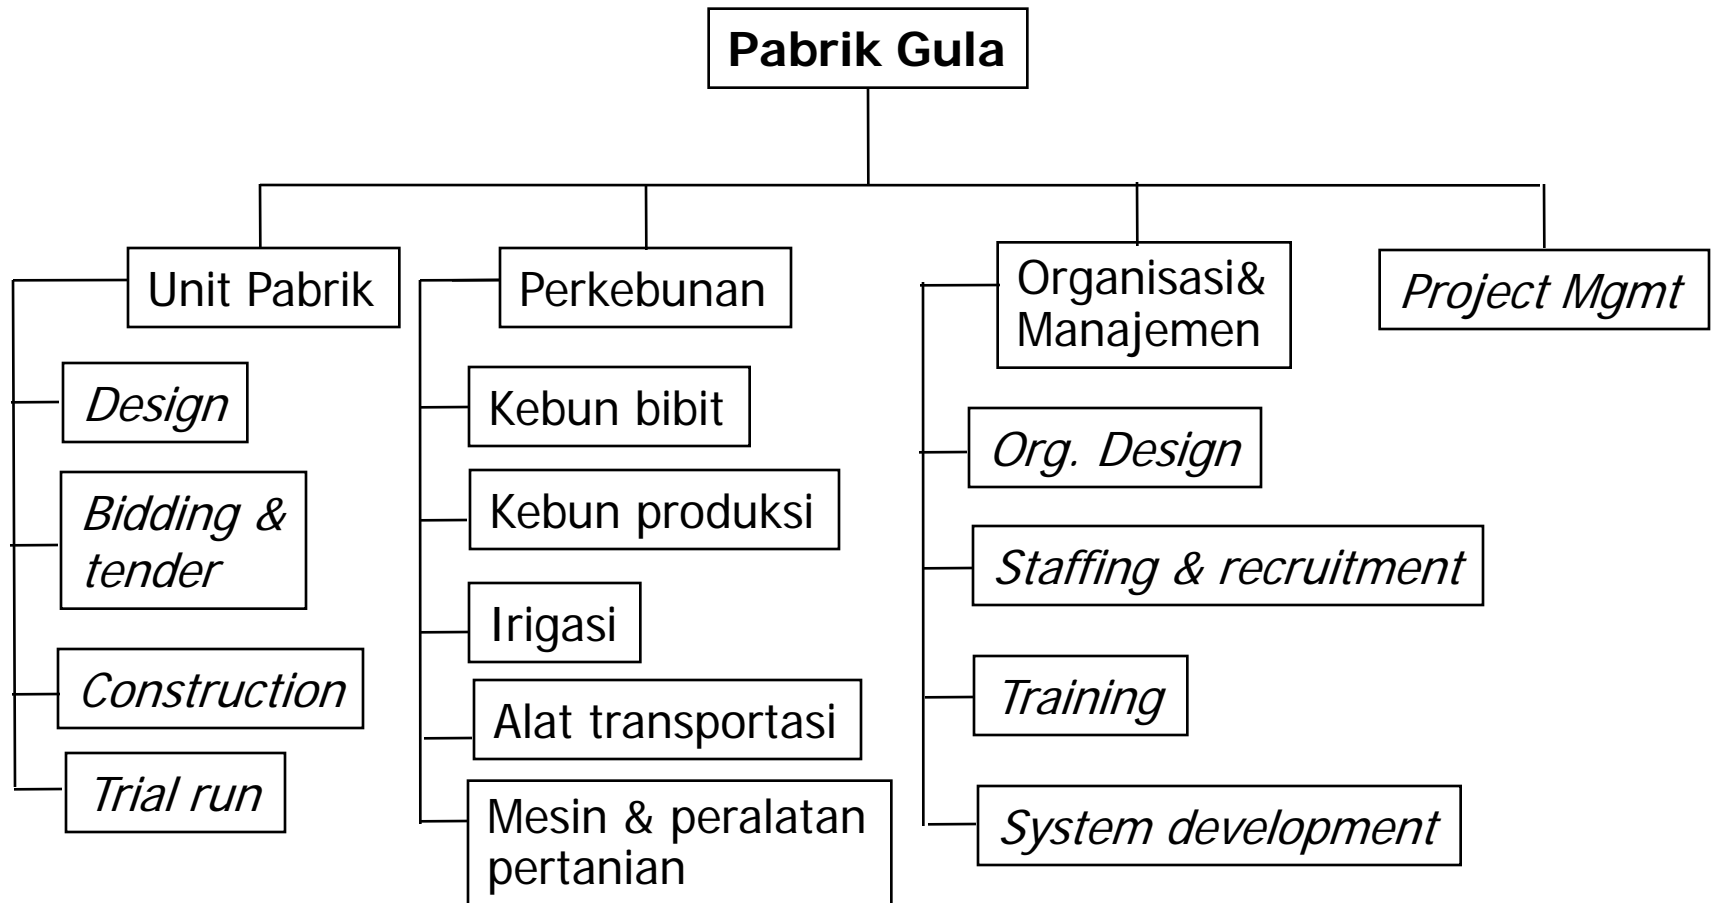 Pabrik Gula
Unit Pabrik
Design
Bidding &
tender
Construction
Trial run
Perkebunan
Kebun bibit
Kebun produksi
Irigasi
Alat transportasi
Mesin & peralatan
pertanian
Organisasi&
Manajemen
Org. Design
Staffing & recruitment
Training
System development
Project Mgmt